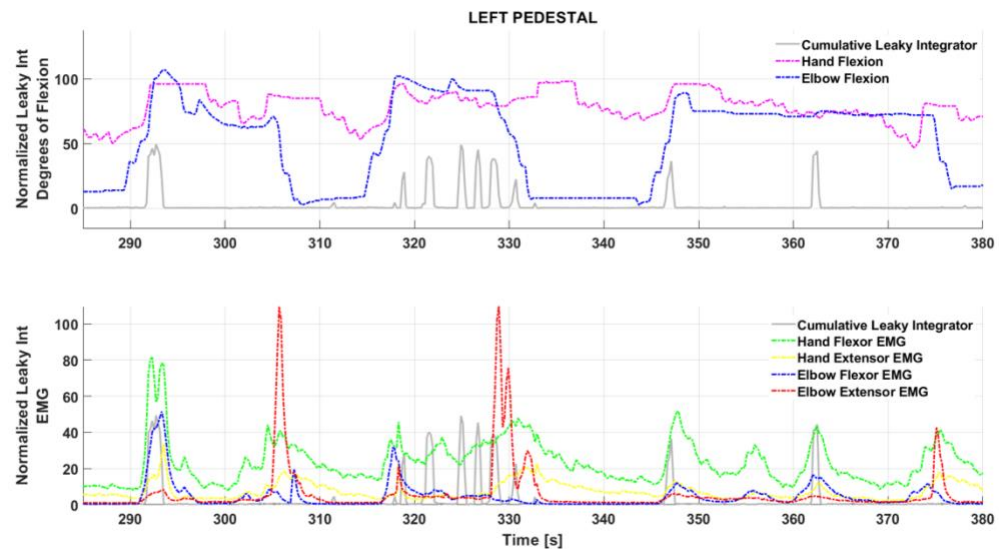 LEFT PEDESTAL
Normalized Leaky Int
Degrees of Flexion
100
50
0
Cumulative Leaky Integrator
Hand Flexion
Elbow Flexion
290 300 310 320 330 340 350 360 370 380
Normalized Leaky Int
EMG
100
80
60
40
20
0
Cumulative Leaky Integrator
Hand Flexor EMG
Hand Extensor EMG
Elbow Flexor EMG
Elbow Extensor EMG
290 300 310 320 330 340 350 360 370 380
Time [s]